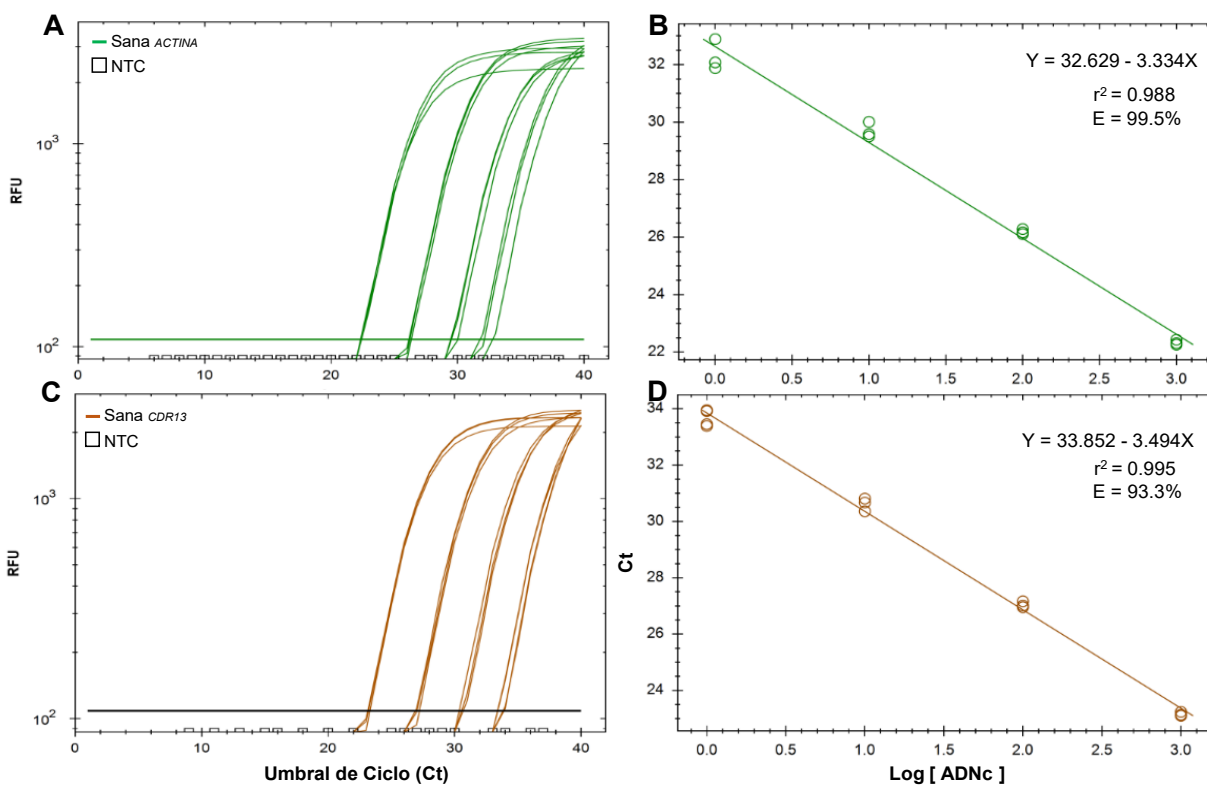 A
Sana ACTINA
NTC
RFU
10³
10²
0
10
20
30
40
B
Y = 32.629 - 3.334X
r² = 0.988
E = 99.5%
32
30
28
26
24
22
0.0
0.5
1.0
1.5
2.0
2.5
3.0
C
Sana CDR13
NTC
RFU
10³
10²
0
10
20
30
40
Umbral de Ciclo (Ct)
D
Y = 33.852 - 3.494X
r² = 0.995
E = 93.3%
Ct
34
32
30
28
26
24
0.0
0.5
1.0
1.5
2.0
2.5
3.0
Log [ ADNc ]